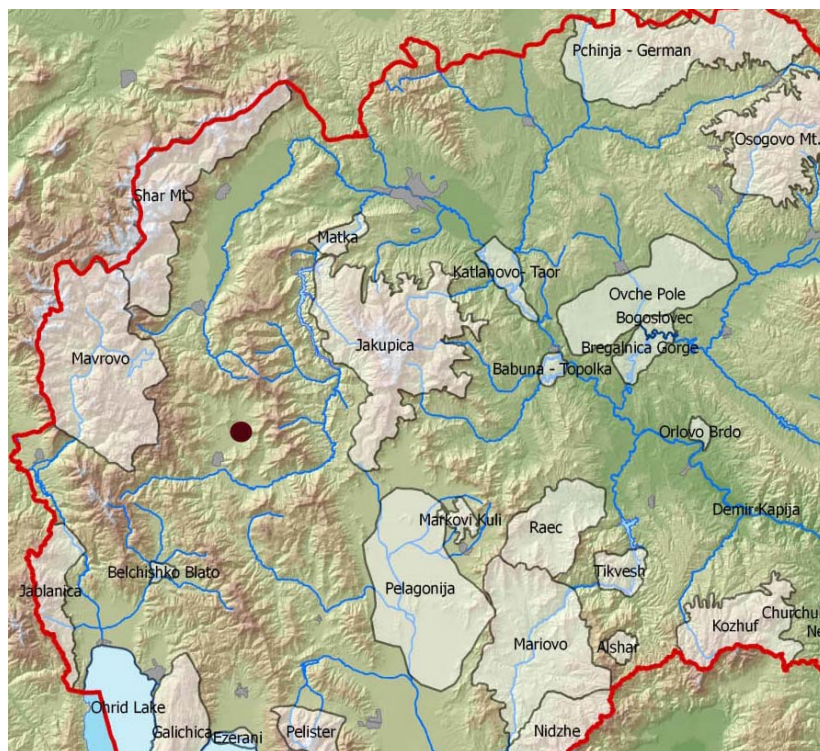 Pchinja - German
Osogovo Mt.
Shar Mt.
Matka
Katlanovo- Taor
Ovche Pole
Bogoslovec
Jakupica
Bregalnica Gorge
Mavrovo
Babuna - Topolka
Orlovo Brdo
Demir Kapija
Markovi Kuli
Raec
Belchishko Blato
Tikvesh
Jablanica
Pelagonija
Churchu
Kozhuf
Ne
Mariovo
Alshar
Ohrid Lake
Galichica
Pelister
Nidzhe
Ezerani